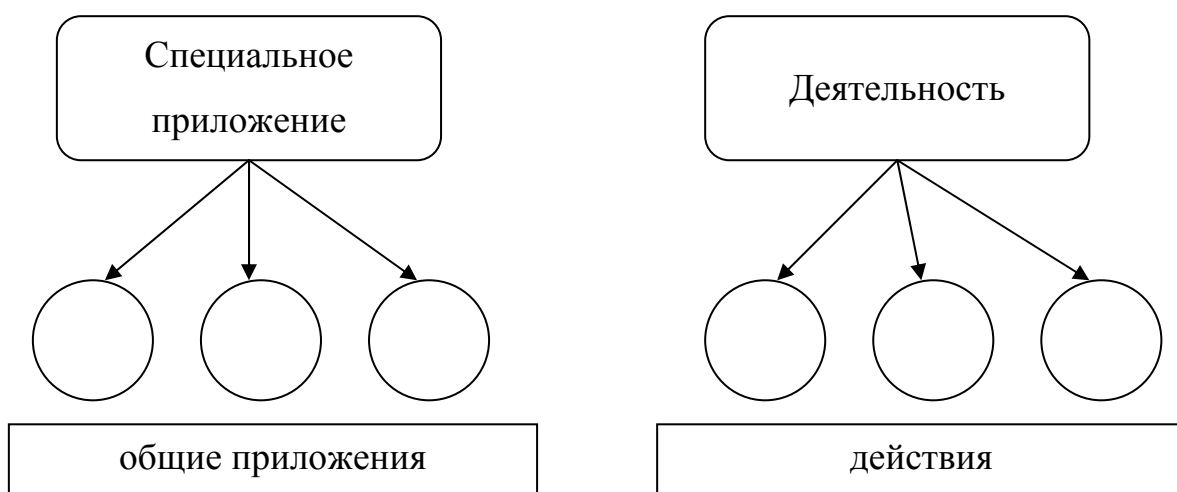 Специальное
приложение
Деятельность
общие приложения
действия